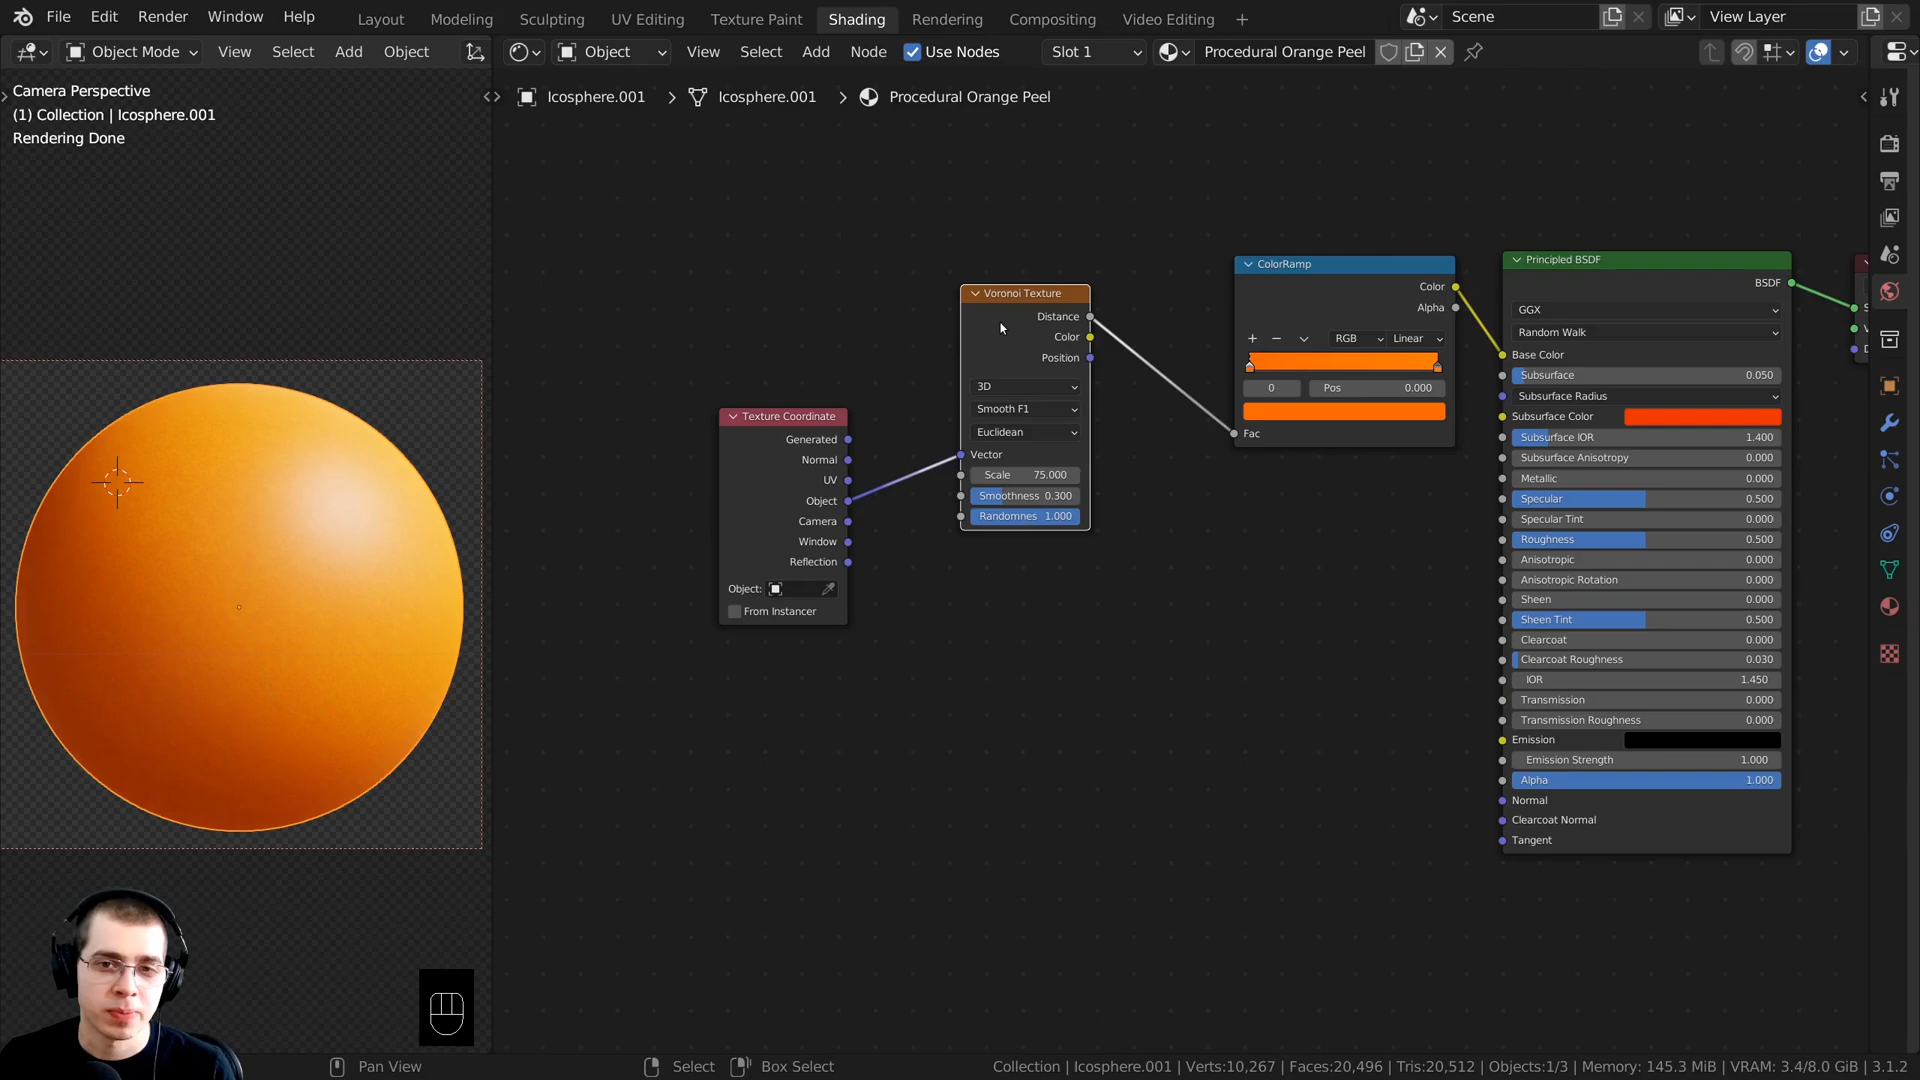 File Edit Render Window Help
Layout Modeling Sculpting UV Editing Texture Paint Shading Rendering Compositing Video Editing +
Scene
View Layer
Object Mode View Select Add Object
Object View Select Add Node Use Nodes Slot 1 Procedural Orange Peel
Camera Perspective
(1) Collection | Icosphere.001
Rendering Done
Icosphere.001 > Icosphere.001 > Procedural Orange Peel
Texture Coordinate
Generated
Normal
UV
Object
Camera
Window
Reflection
Object:
From Instancer
Voronoi Texture
Distance
Color
Position
3D
Smooth F1
Euclidean
Vector
Scale 75.000
Smoothness 0.300
Randomnes 1.000
ColorRamp
Color
Alpha
RGB Linear
0 Pos 0.000
Fac
Principled BSDF
BSDF
GGX
Random Walk
Base Color
Subsurface 0.050
Subsurface Radius
Subsurface Color
Subsurface IOR 1.400
Subsurface Anisotropy 0.000
Metallic 0.000
Specular 0.500
Specular Tint 0.000
Roughness 0.500
Anisotropic 0.000
Anisotropic Rotation 0.000
Sheen 0.000
Sheen Tint 0.500
Clearcoat 0.000
Clearcoat Roughness 0.030
IOR 1.450
Transmission 0.000
Transmission Roughness 0.000
Emission
Emission Strength 1.000
Alpha 1.000
Normal
Clearcoat Normal
Tangent
Pan View Select Box Select
Collection | Icosphere.001 | Verts:10,267 | Faces:20,496 | Tris:20,512 | Objects:1/3 | Memory: 145.3 MiB | VRAM: 3.4/8.0 GiB | 3.1.2